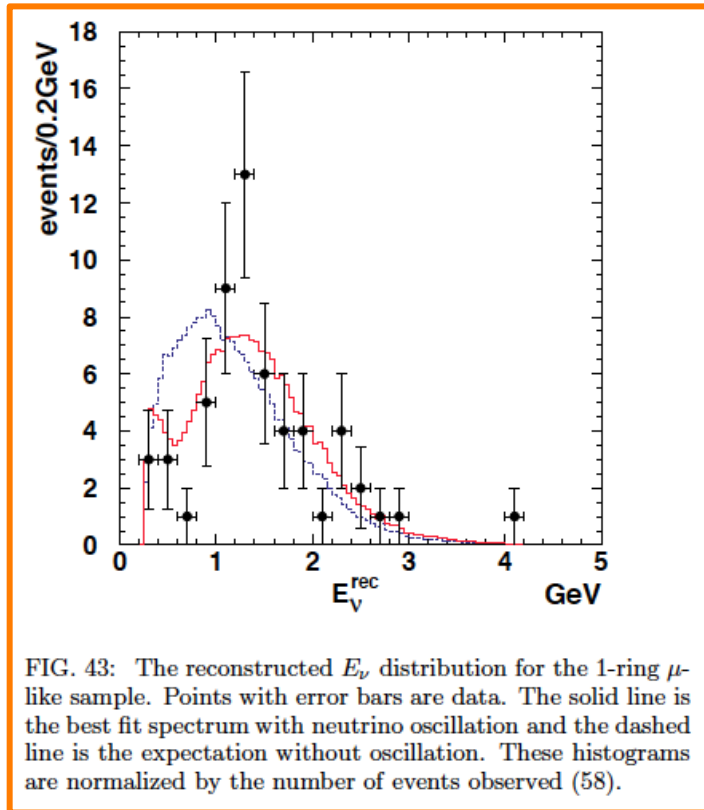 18
16
14
12
10
8
6
4
2
0
events/0.2GeV
0 1 2 3 4 5
E_ν^rec GeV
FIG. 43: The reconstructed E_ν distribution for the 1-ring μ-
like sample. Points with error bars are data. The solid line is
the best fit spectrum with neutrino oscillation and the dashed
line is the expectation without oscillation. These histograms
are normalized by the number of events observed (58).